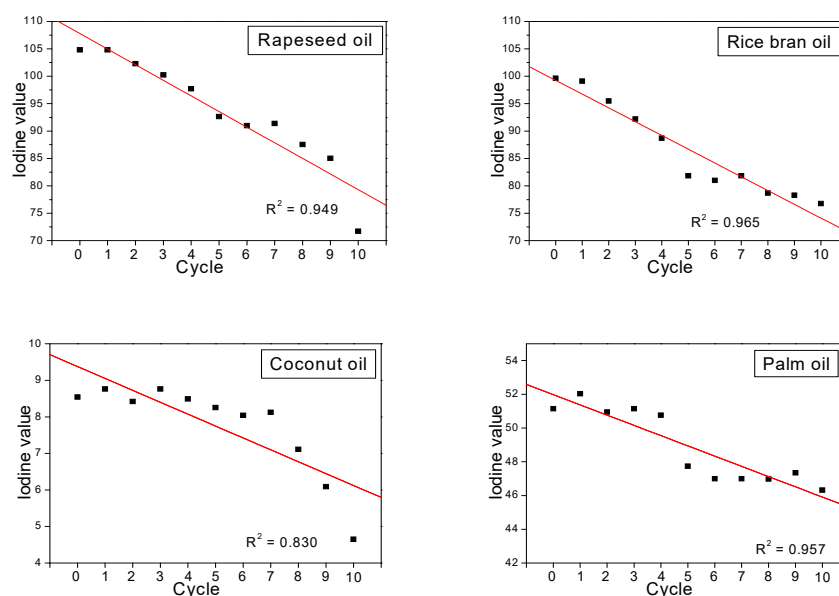 Rapeseed oil
Iodine value
110
105
100
95
90
85
80
75
70
R² = 0.949
0 1 2 3 4 5 6 7 8 9 10
Cycle
Rice bran oil
Iodine value
110
105
100
95
90
85
80
75
70
R² = 0.965
0 1 2 3 4 5 6 7 8 9 10
Cycle
Coconut oil
Iodine value
10
9
8
7
6
5
4
R² = 0.830
0 1 2 3 4 5 6 7 8 9 10
Cycle
Palm oil
Iodine value
54
52
50
48
46
44
42
R² = 0.957
0 1 2 3 4 5 6 7 8 9 10
Cycle